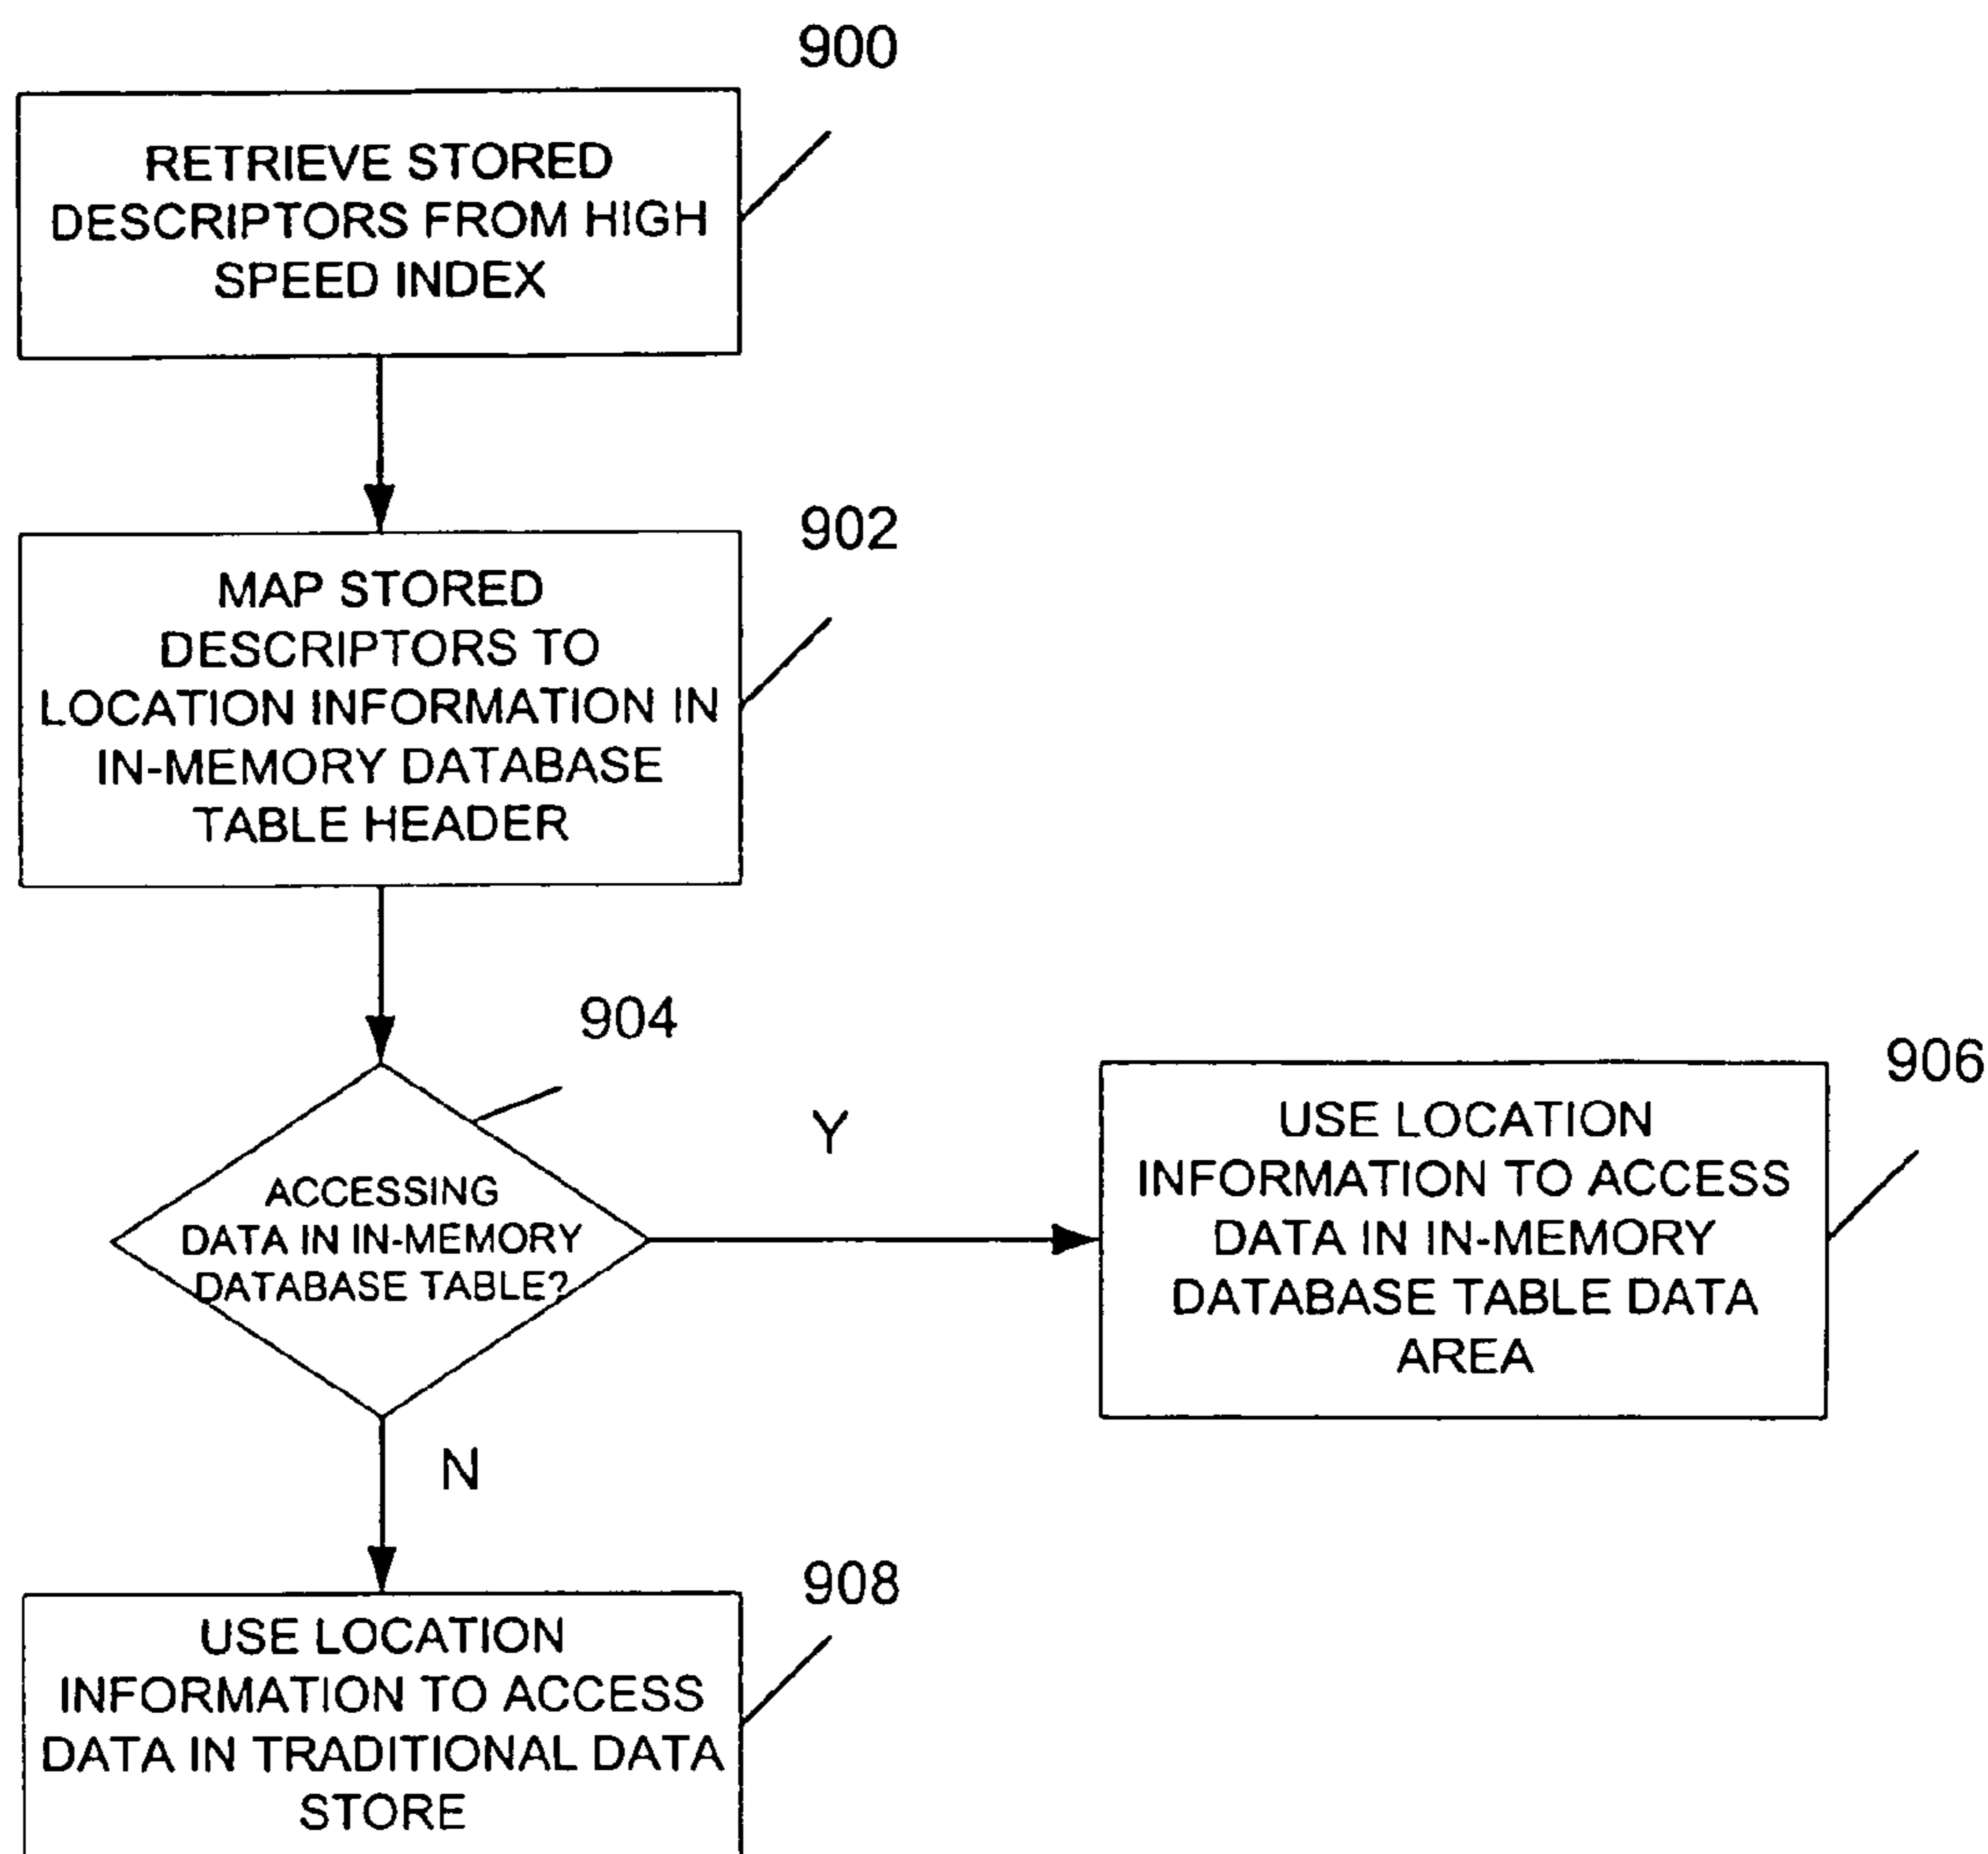 900
RETRIEVE STORED
DESCRIPTORS FROM HIGH
SPEED INDEX
902
MAP STORED
DESCRIPTORS TO
LOCATION INFORMATION IN
IN-MEMORY DATABASE
TABLE HEADER
904
ACCESSING
DATA IN IN-MEMORY
DATABASE TABLE?
Y
906
USE LOCATION
INFORMATION TO ACCESS
DATA IN IN-MEMORY
DATABASE TABLE DATA
AREA
N
908
USE LOCATION
INFORMATION TO ACCESS
DATA IN TRADITIONAL DATA
STORE